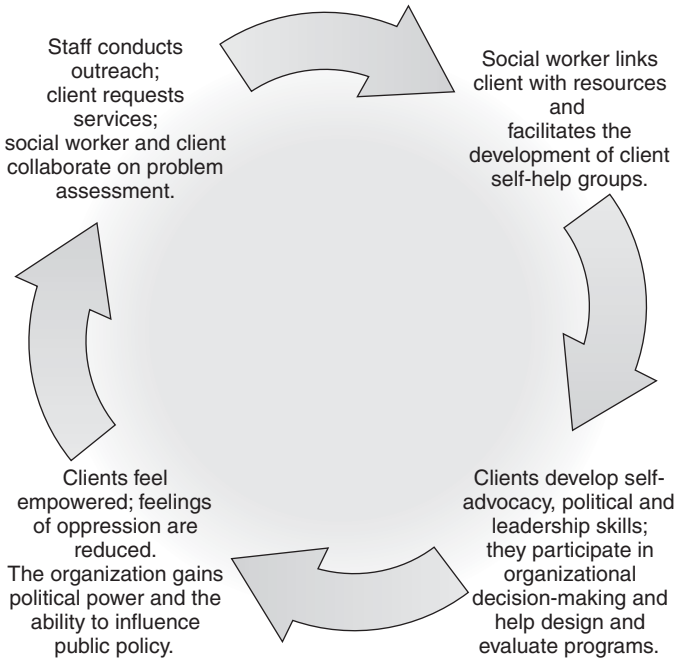 Staff conducts
outreach;
client requests
services;
social worker and client
collaborate on problem
assessment.
Social worker links
client with resources
and
facilitates the
development of client
self-help groups.
Clients develop self-
advocacy, political and
leadership skills;
they participate in
organizational
decision-making and
help design and
evaluate programs.
Clients feel
empowered; feelings
of oppression are
reduced.
The organization gains
political power and the
ability to influence
public policy.